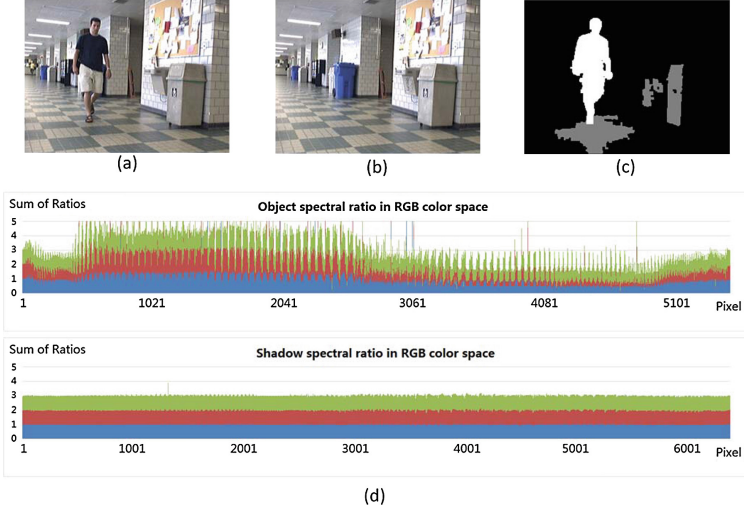 (a)
(b)
(c)
Sum of Ratios
Object spectral ratio in RGB color space
5
4
3
2
1
0
1 1021 2041 3061 4081 5101 Pixel
Sum of Ratios
Shadow spectral ratio in RGB color space
5
4
3
2
1
0
1 1001 2001 3001 4001 5001 6001 Pixel
(d)